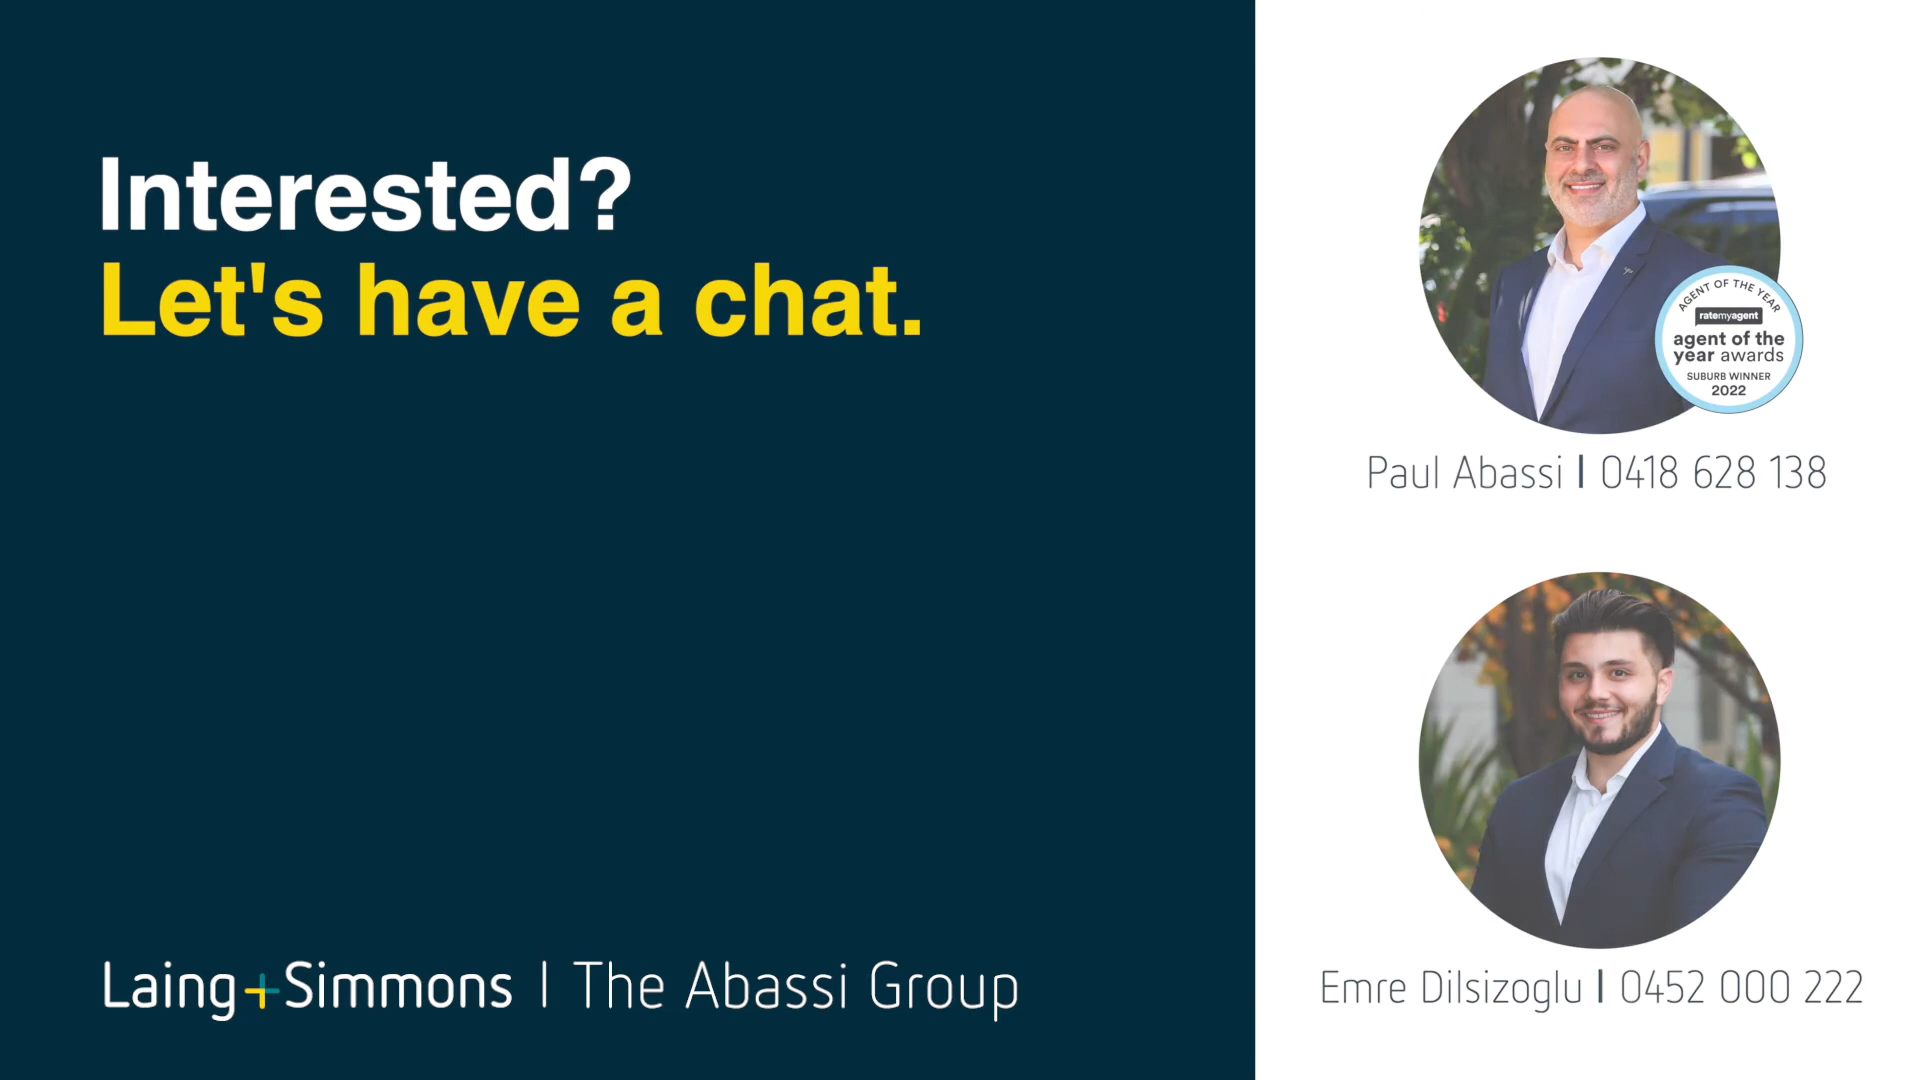 Interested?
Let's have a chat.
Laing+Simmons | The Abassi Group
AGENT OF THE YEAR
ratemyagent
agent of the
year awards
SUBURB WINNER
2022
Paul Abassi | 0418 628 138
Emre Dilsizoglu | 0452 000 222